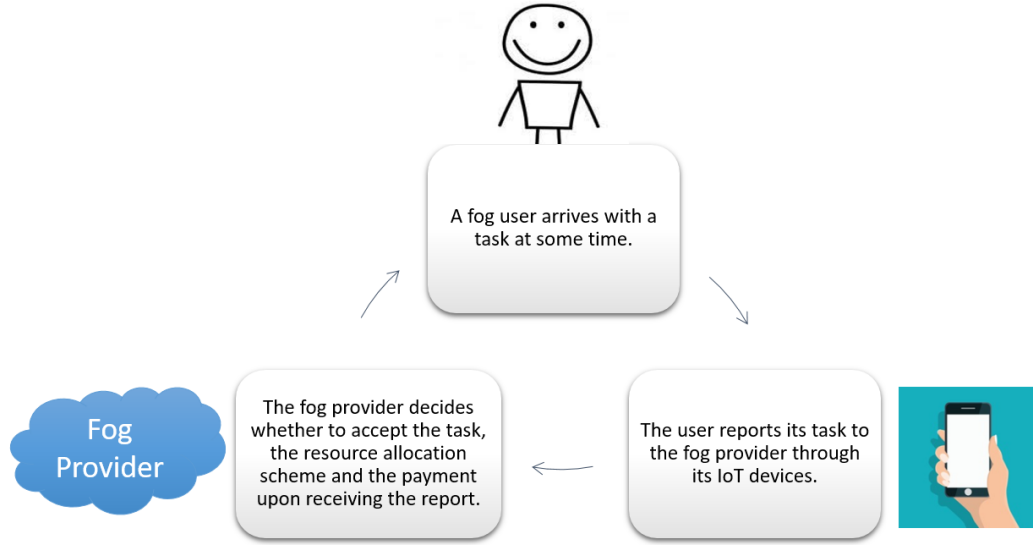 A fog user arrives with a
task at some time.
The user reports its task to
the fog provider through
its IoT devices.
The fog provider decides
whether to accept the task,
the resource allocation
scheme and the payment
upon receiving the report.
Fog
Provider